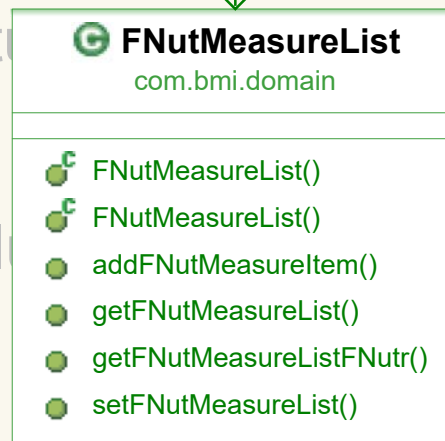 FNutMeasureList
com.bmi.domain
FNutMeasureList()
FNutMeasureList()
addFNutMeasureItem()
getFNutMeasureList()
getFNutMeasureListFNutr()
setFNutMeasureList()